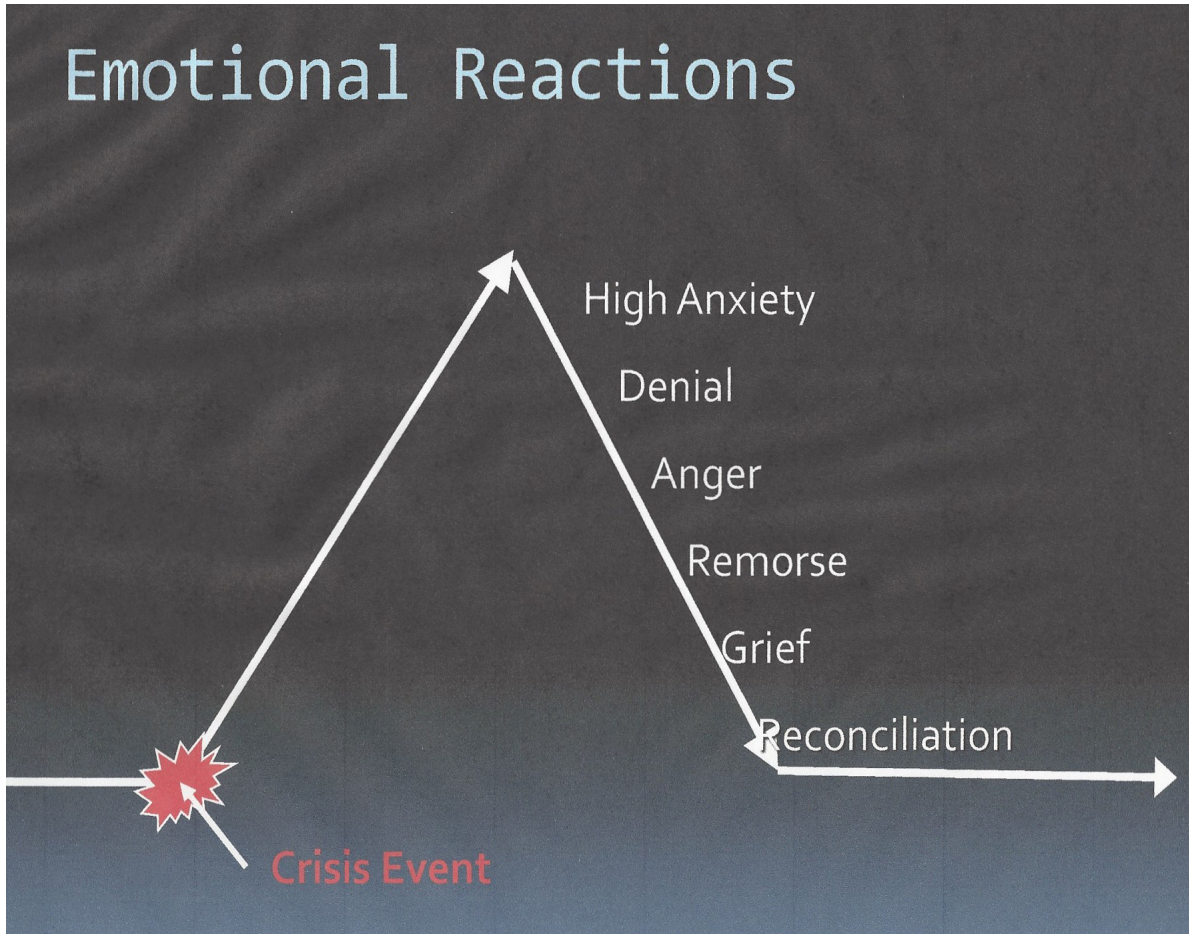 Emotional Reactions
High Anxiety
Denial
Anger
Remorse
Grief
Reconciliation
Crisis Event